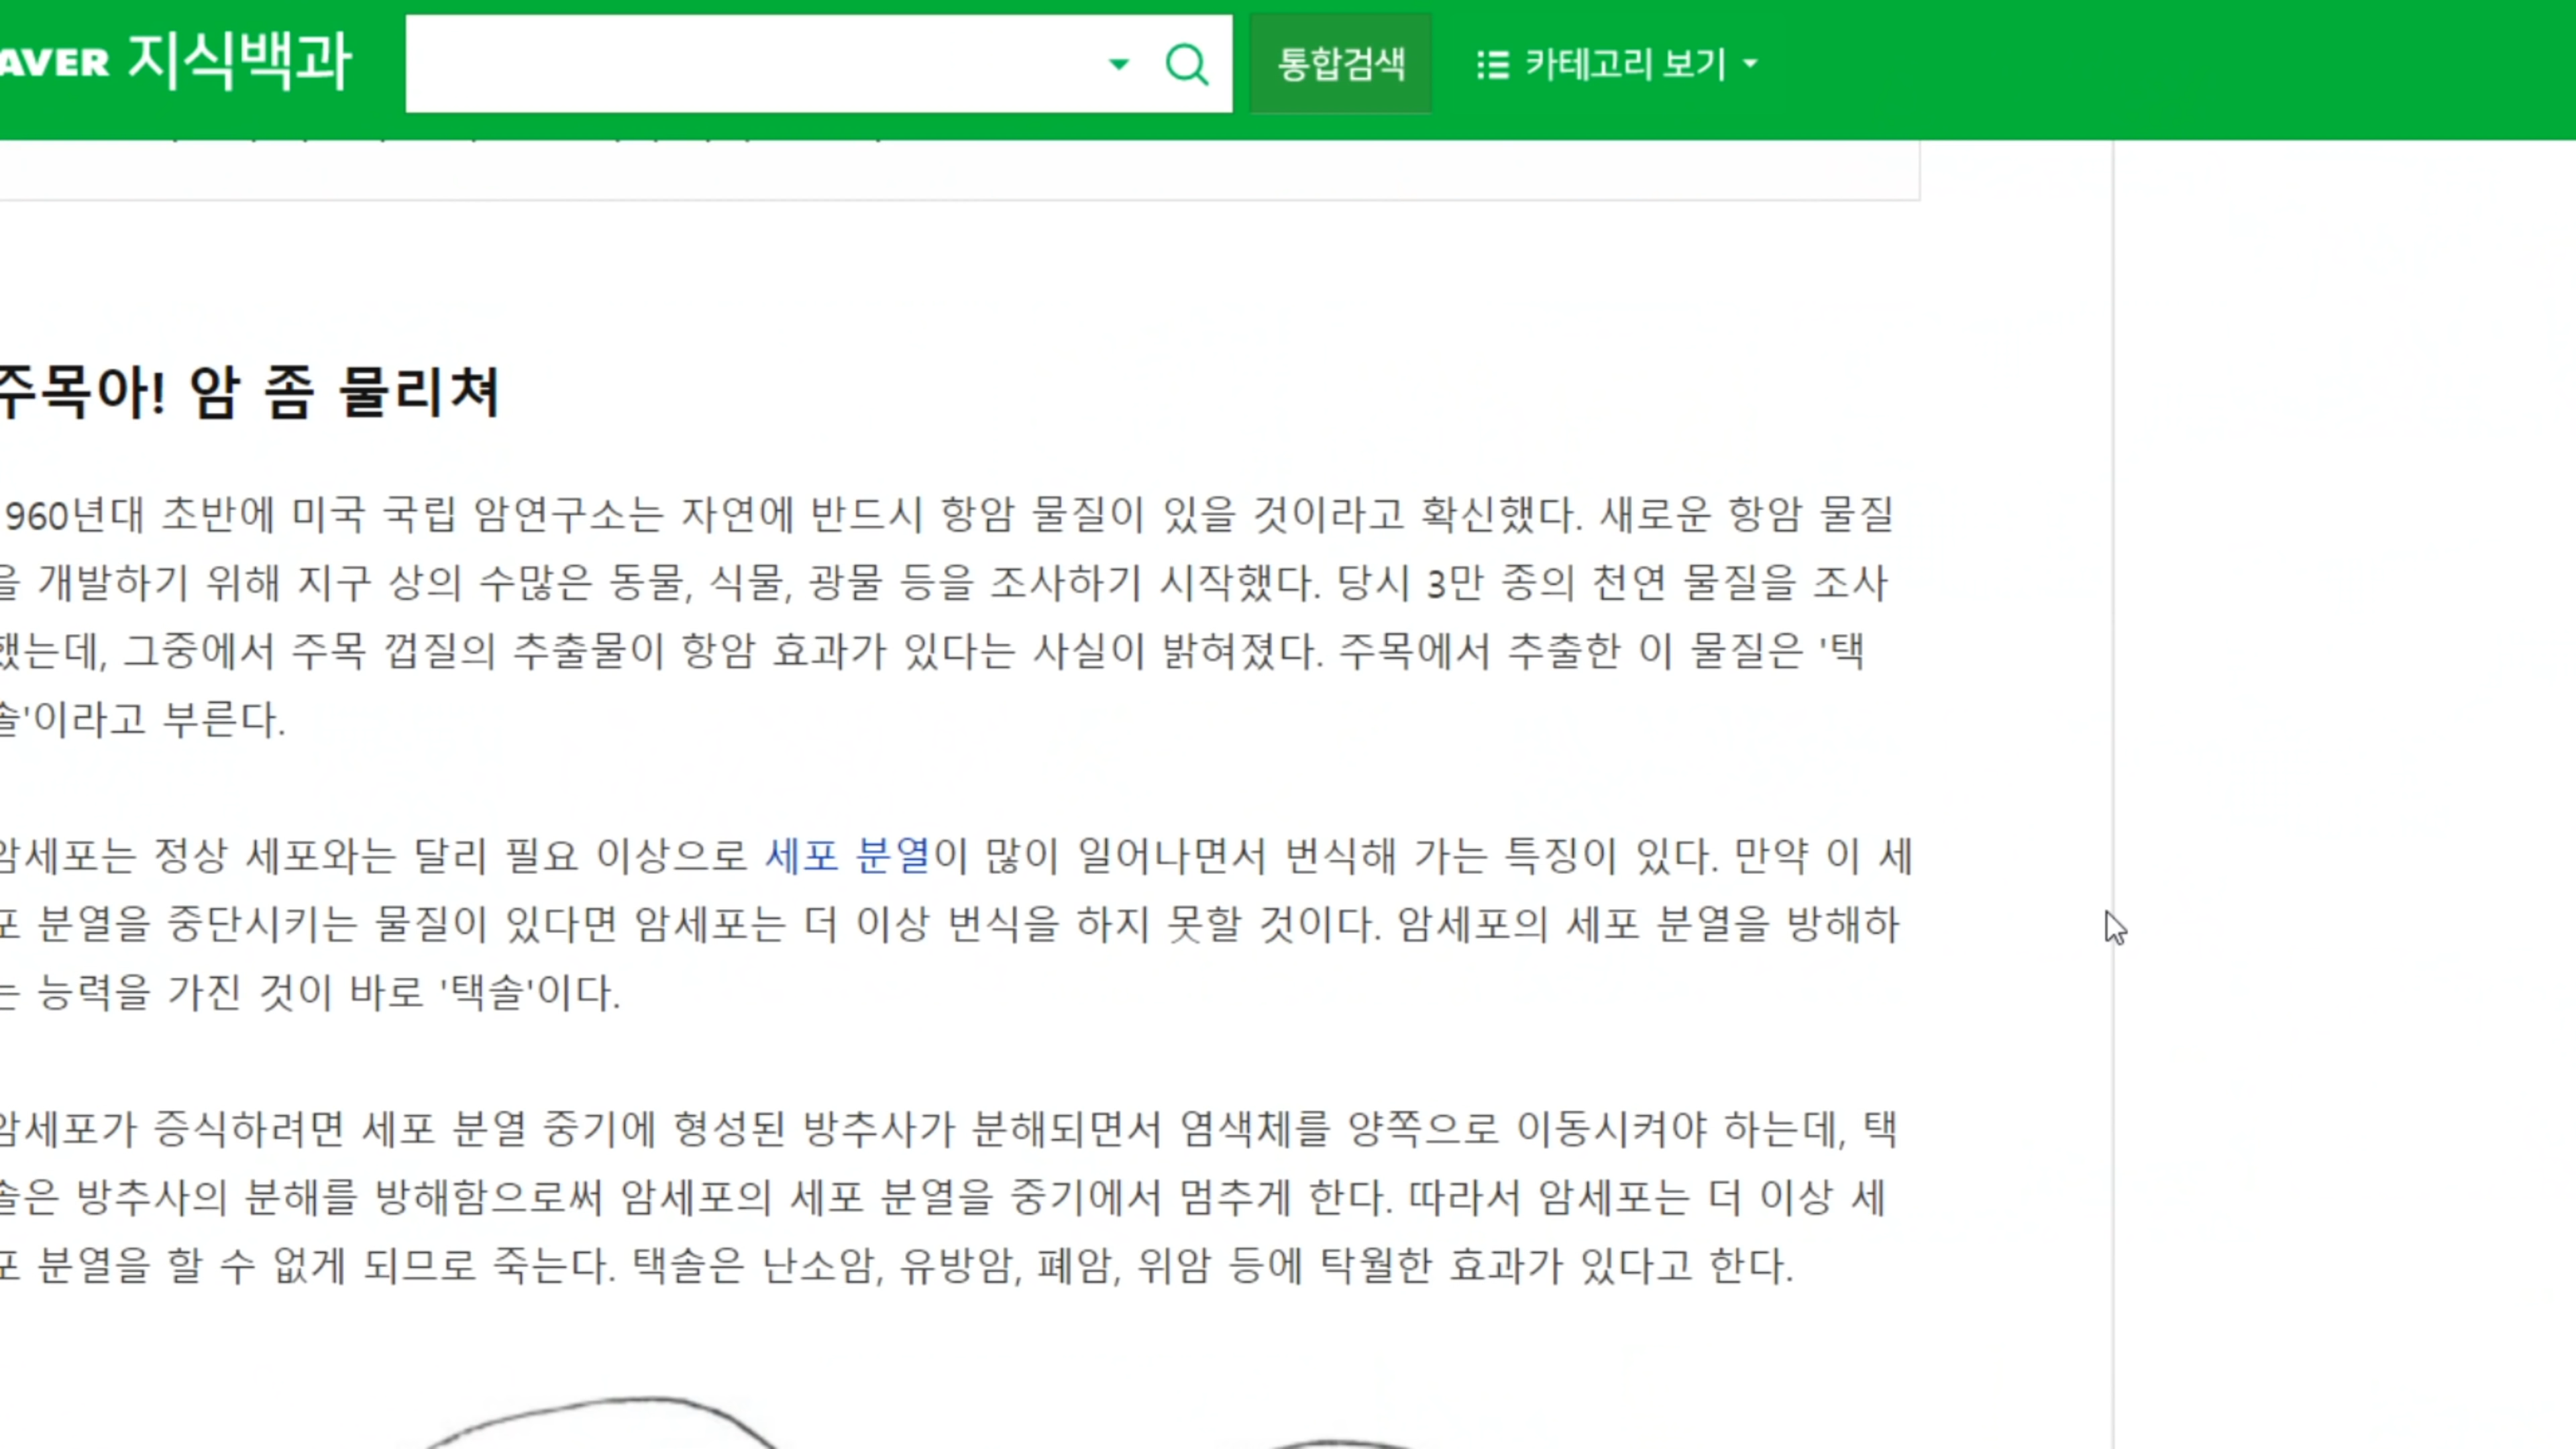 AVER 지식백과
통합검색
카테고리 보기
주목아! 암 좀 물리쳐
960년대 초반에 미국 국립 암연구소는 자연에 반드시 항암 물질이 있을 것이라고 확신했다. 새로운 항암 물질
을 개발하기 위해 지구 상의 수많은 동물, 식물, 광물 등을 조사하기 시작했다. 당시 3만 종의 천연 물질을 조사
했는데, 그중에서 주목 껍질의 추출물이 항암 효과가 있다는 사실이 밝혀졌다. 주목에서 추출한 이 물질은 '택
솔'이라고 부른다.
암세포는 정상 세포와는 달리 필요 이상으로 세포 분열이 많이 일어나면서 번식해 가는 특징이 있다. 만약 이 세
포 분열을 중단시키는 물질이 있다면 암세포는 더 이상 번식을 하지 못할 것이다. 암세포의 세포 분열을 방해하
는 능력을 가진 것이 바로 '택솔'이다.
암세포가 증식하려면 세포 분열 중기에 형성된 방추사가 분해되면서 염색체를 양쪽으로 이동시켜야 하는데, 택
솔은 방추사의 분해를 방해함으로써 암세포의 세포 분열을 중기에서 멈추게 한다. 따라서 암세포는 더 이상 세
포 분열을 할 수 없게 되므로 죽는다. 택솔은 난소암, 유방암, 폐암, 위암 등에 탁월한 효과가 있다고 한다.